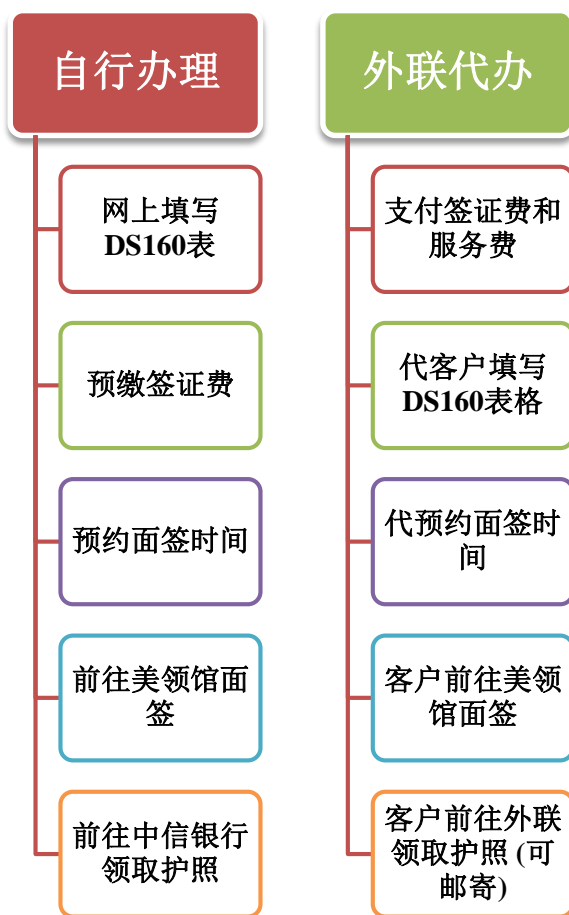 自行办理
网上填写
DS160表
预缴签证费
预约面签时间
前往美领馆面
签
前往中信银行
领取护照
外联代办
支付签证费和
服务费
代客户填写
DS160表格
代预约面签时
间
客户前往美领
馆面签
客户前往外联
领取护照 (可
邮寄)